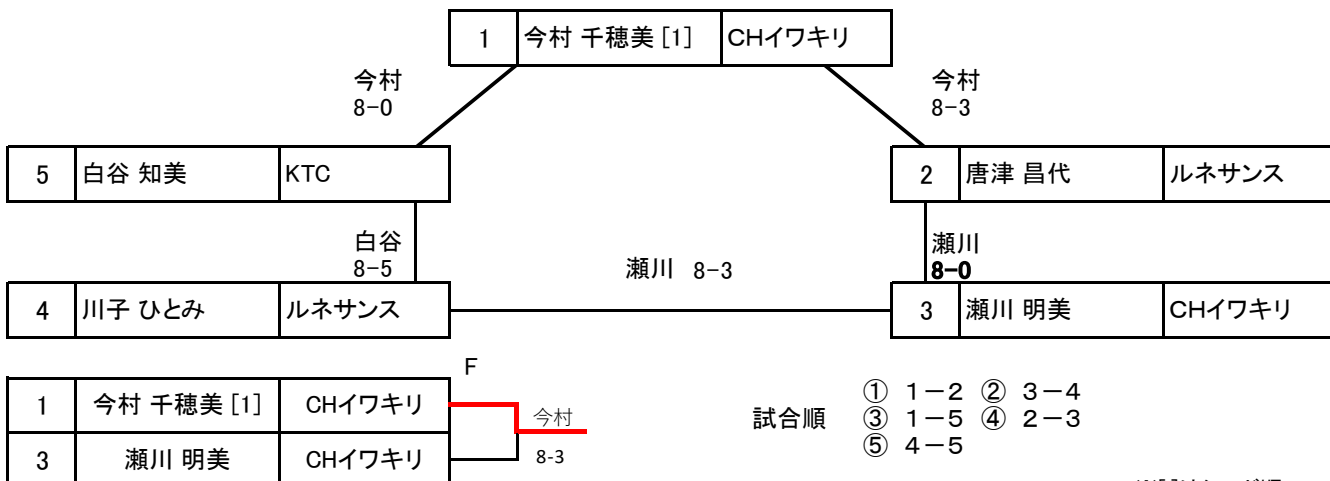 1 今村 千穂美 [1] CHイワキリ
今村
8-0
今村
8-3
5 白谷 知美 KTC
2 唐津 昌代 ルネサンス
白谷
8-5
瀬川 8-3
瀬川
8-0
4 川子 ひとみ ルネサンス
3 瀬川 明美 CHイワキリ
F
1 今村 千穂美 [1] CHイワキリ
今村
3 瀬川 明美 CHイワキリ
8-3
試合順
① 1－2 ② 3－4
③ 1－5 ④ 2－3
⑤ 4－5